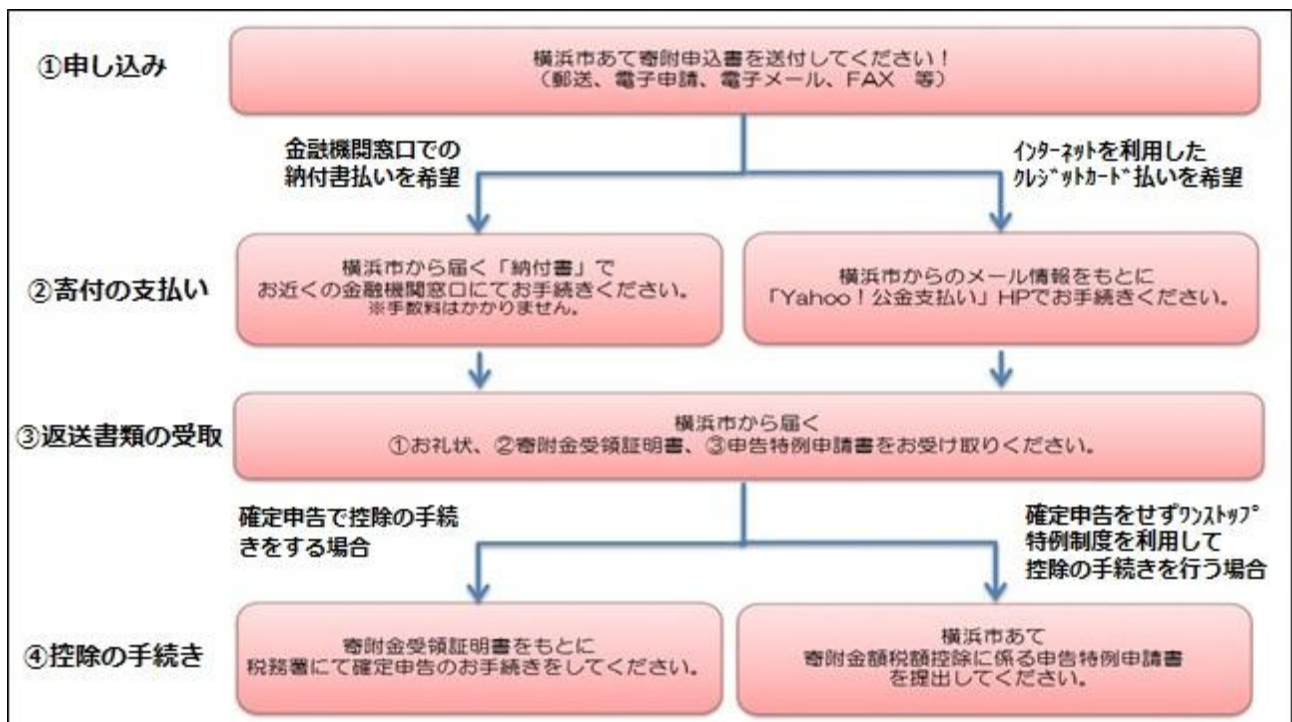 ①申し込み
横浜市あて寄附申込書を送付してください！
（郵送、電子申請、電子メール、FAX　等）
金融機関窓口での
納付書払いを希望
ｲﾝﾀｰﾈｯﾄを利用した
ｸﾚｼﾞｯﾄｶｰﾄﾞ払いを希望
②寄付の支払い
横浜市から届く「納付書」で
お近くの金融機関窓口にてお手続きください。
※手数料はかかりません。
横浜市からのメール情報をもとに
「Yahoo！公金支払い」HPでお手続きください。
③返送書類の受取
横浜市から届く
①お礼状、②寄附金受領証明書、③申告特例申請書をお受け取りください。
確定申告で控除の手続
きをする場合
確定申告をせずﾜﾝｽﾄｯﾌﾟ
特例制度を利用して
控除の手続きを行う場合
④控除の手続き
寄附金受領証明書をもとに
税務署にて確定申告のお手続きをしてください。
横浜市あて
寄附金額税額控除に係る申告特例申請書
を提出してください。